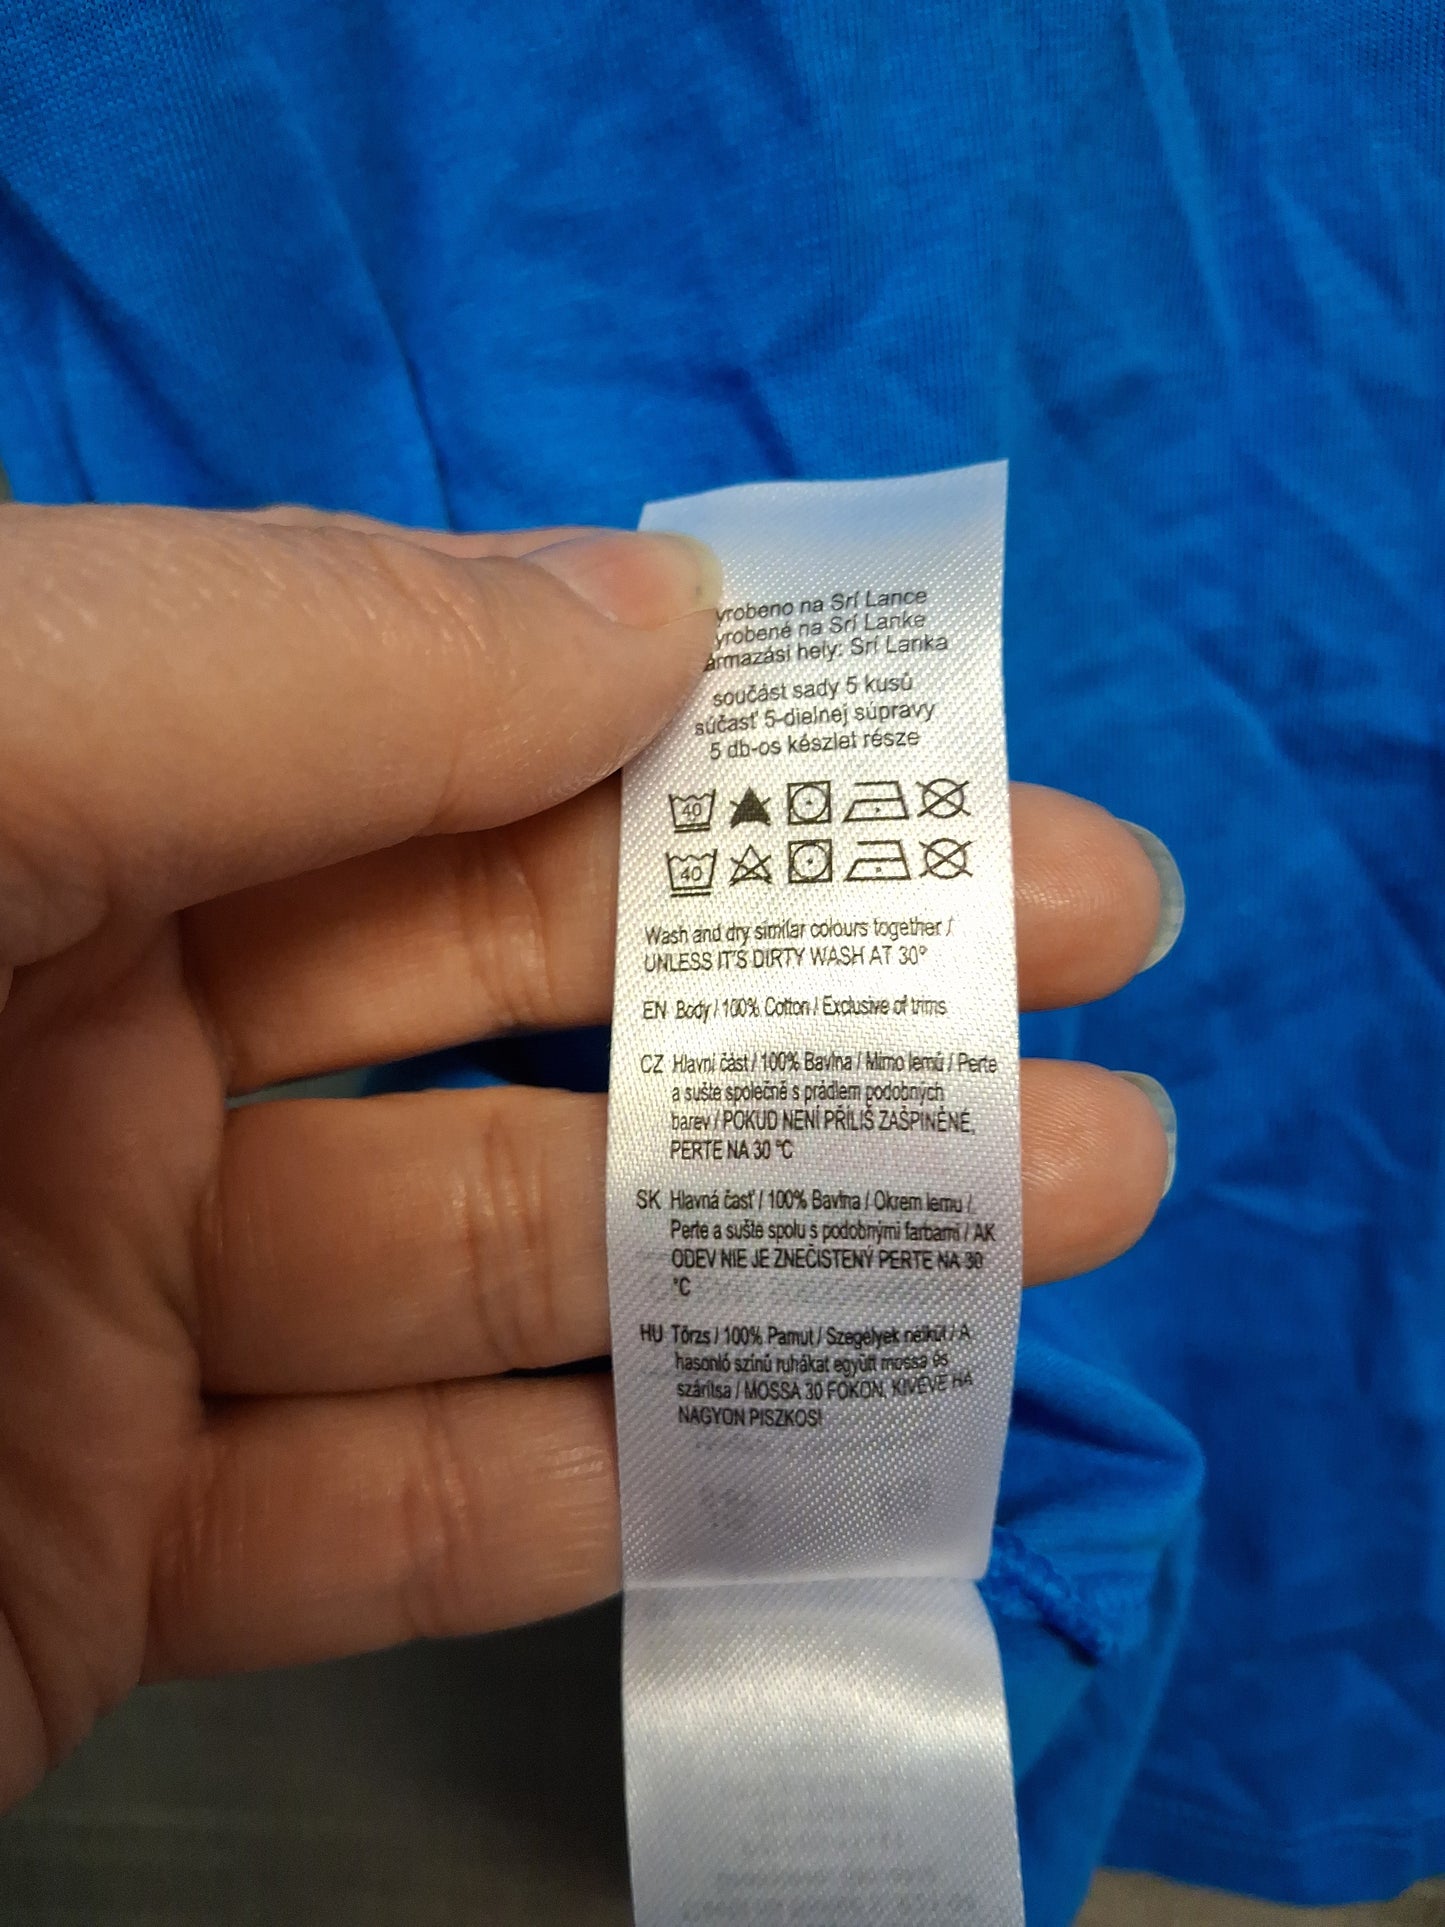 yrobeno na Srí Lance
yrobené na Srí Lanke
ármazási hely: Srí Lanka
součást sady 5 kusů
súčasť 5-dielnej súpravy
5 db-os készlet része
40
40
Wash and dry similar colours together /
UNLESS IT'S DIRTY WASH AT 30°
EN Body / 100% Cotton / Exclusive of trims
CZ Hlavní část / 100% Bavlna / Mimo lemů / Perte
a sušte společně s prádlem podobných
barev / POKUD NENÍ PŘÍLIŠ ZAŠPINĚNÉ,
PERTE NA 30 °C
SK Hlavná časť / 100% Bavlna / Okrem lemu /
Perte a sušte spolu s podobnými farbami / AK
ODEV NIE JE ZNEČISTENÝ PERTE NA 30
°C
HU Törzs / 100% Pamut / Szegélyek nélkül / A
hasonló színű ruhákat együtt mossa és
szárítsa / MOSSA 30 FOKON, KIVÉVE HA
NAGYON PISZKOS!